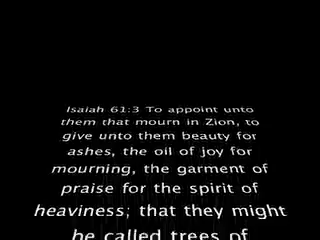 Isaiah 61:3 To appoint unto
them that mourn in Zion, to
give unto them beauty for
ashes, the oil of joy for
mourning, the garment of
praise for the spirit of
heaviness; that they might
be called trees of